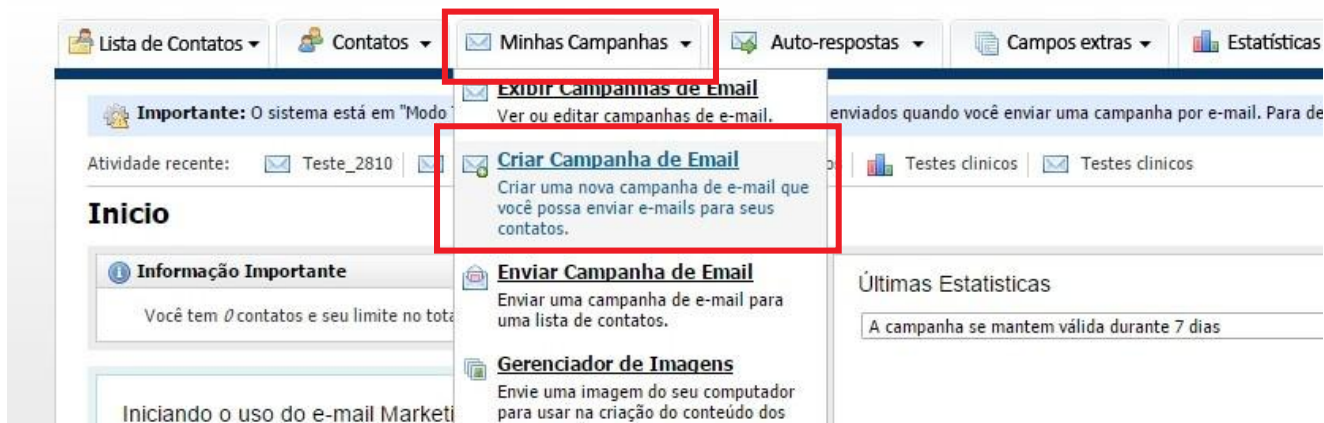 Lista de Contatos
Contatos
Minhas Campanhas
Auto-respostas
Campos extras
Estatísticas
Exibir Campanhas de Email
Ver ou editar campanhas de e-mail.
Importante: O sistema está em "Modo
enviados quando você enviar uma campanha por e-mail. Para de
Atividade recente: Teste_2810
Testes clinicos Testes clinicos
Criar Campanha de Email
Criar uma nova campanha de e-mail que
você possa enviar e-mails para seus
contatos.
Inicio
Informação Importante
Você tem 0 contatos e seu limite no tota
Enviar Campanha de Email
Enviar uma campanha de e-mail para
uma lista de contatos.
Gerenciador de Imagens
Envie uma imagem do seu computador
para usar na criação do conteúdo dos
Últimas Estatisticas
A campanha se mantem válida durante 7 dias
Iniciando o uso do e-mail Marketi